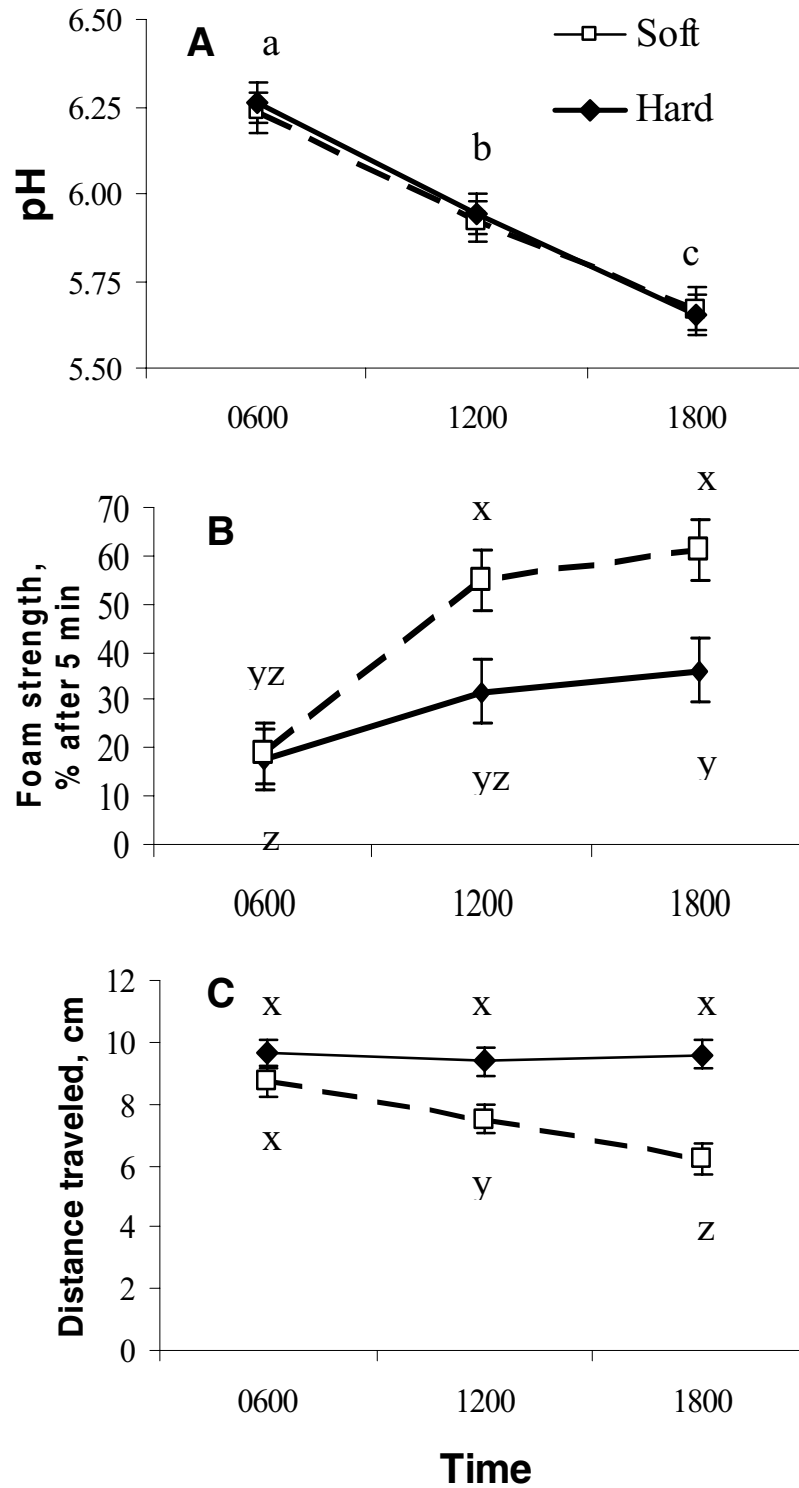 6.50
A
a
Soft
6.25
Hard
b
6.00
pH
c
5.75
5.50
0600 1200 1800
x
70
B
x
60
50
40
yz
30
Foam strength,
% after 5 min
20
yz
y
10
z
0
0600 1200 1800
12
C
x x x
10
8
x
6
y
z
4
Distance traveled, cm
2
0
0600 1200 1800
Time